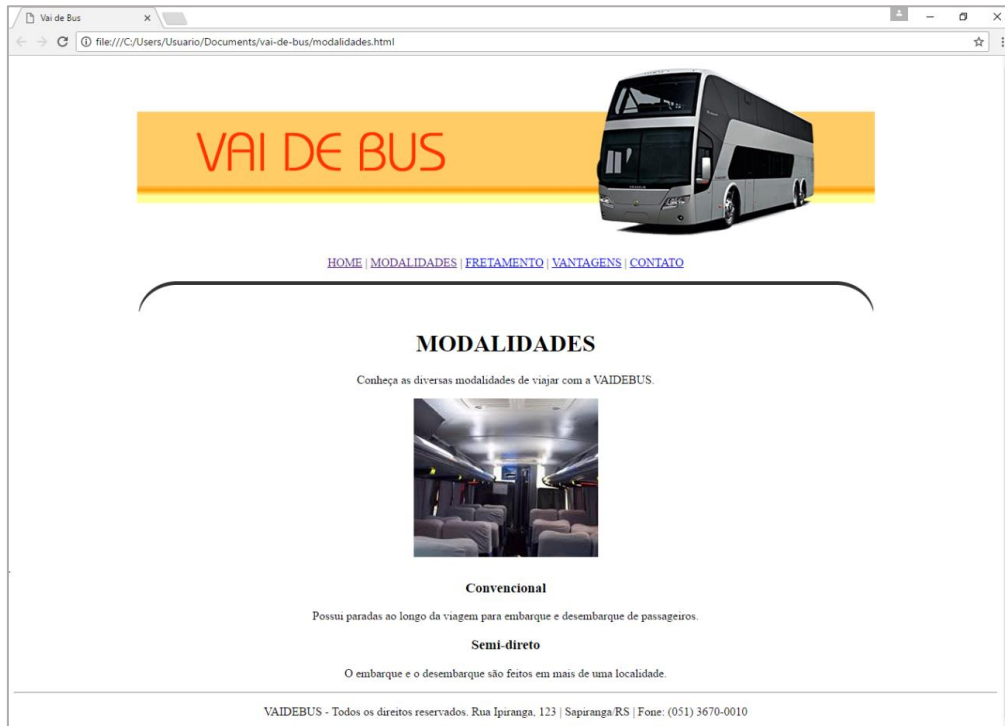 Vai de Bus
file:///C:/Users/Usuario/Documents/vai-de-bus/modalidades.html
VAI DE BUS
HOME | MODALIDADES | FRETAMENTO | VANTAGENS | CONTATO
MODALIDADES
Conheça as diversas modalidades de viajar com a VAIDEBUS.
Convencional
Possui paradas ao longo da viagem para embarque e desembarque de passageiros.
Semi-direto
O embarque e o desembarque são feitos em mais de uma localidade.
VAIDEBUS - Todos os direitos reservados. Rua Ipiranga, 123 | Sapiranga/RS | Fone: (051) 3670-0010